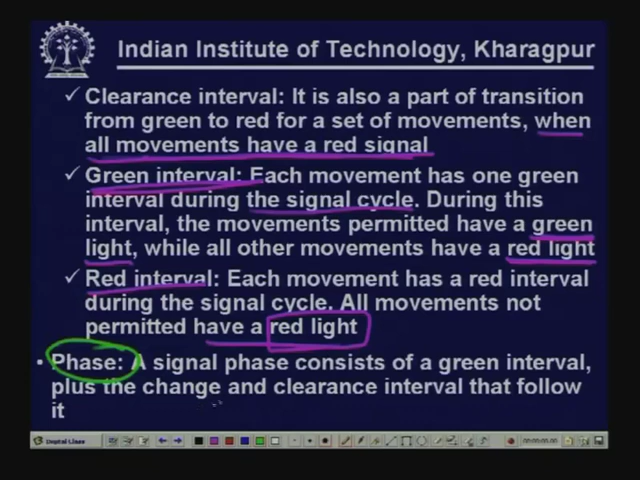 Indian Institute of Technology, Kharagpur
✓ Clearance interval: It is also a part of transition
from green to red for a set of movements, when
all movements have a red signal
✓ Green interval: Each movement has one green
interval during the signal cycle. During this
interval, the movements permitted have a green
light, while all other movements have a red light
✓ Red interval: Each movement has a red interval
during the signal cycle. All movements not
permitted have a red light
• Phase: A signal phase consists of a green interval,
plus the change and clearance interval that follow
it